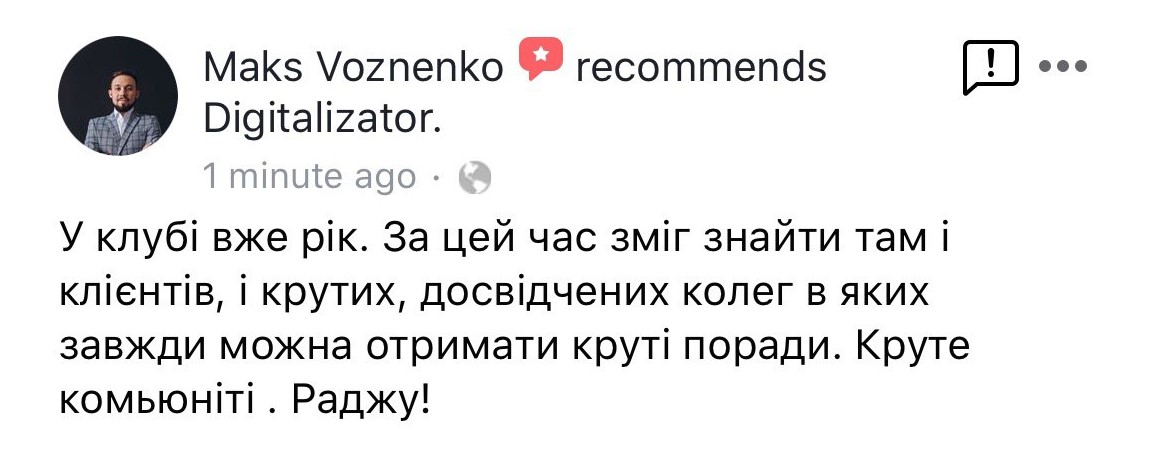 Maks Voznenko recommends
Digitalizator.
1 minute ago ·
У клубі вже рік. За цей час зміг знайти там і
клієнтів, і крутих, досвідчених колег в яких
завжди можна отримати круті поради. Круте
комьюніті . Раджу!